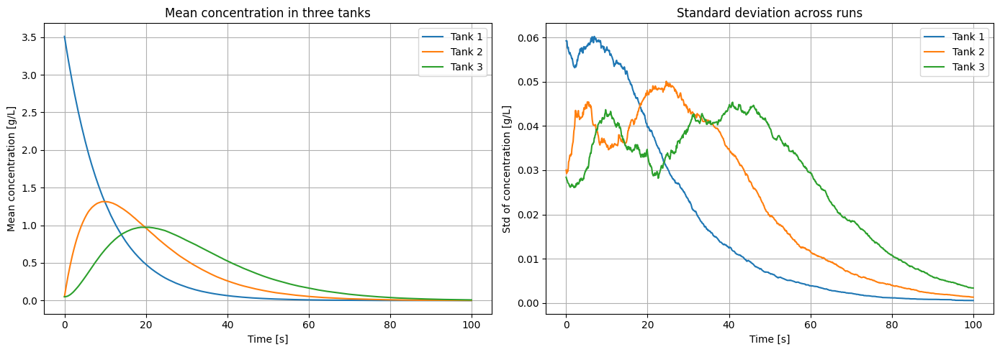 Mean concentration in three tanks
Mean concentration [g/L]
3.5
3.0
2.5
2.0
1.5
1.0
0.5
0.0
Tank 1
Tank 2
Tank 3
0 20 40 60 80 100
Time [s]
Standard deviation across runs
Std of concentration [g/L]
0.06
0.05
0.04
0.03
0.02
0.01
0.00
Tank 1
Tank 2
Tank 3
0 20 40 60 80 100
Time [s]